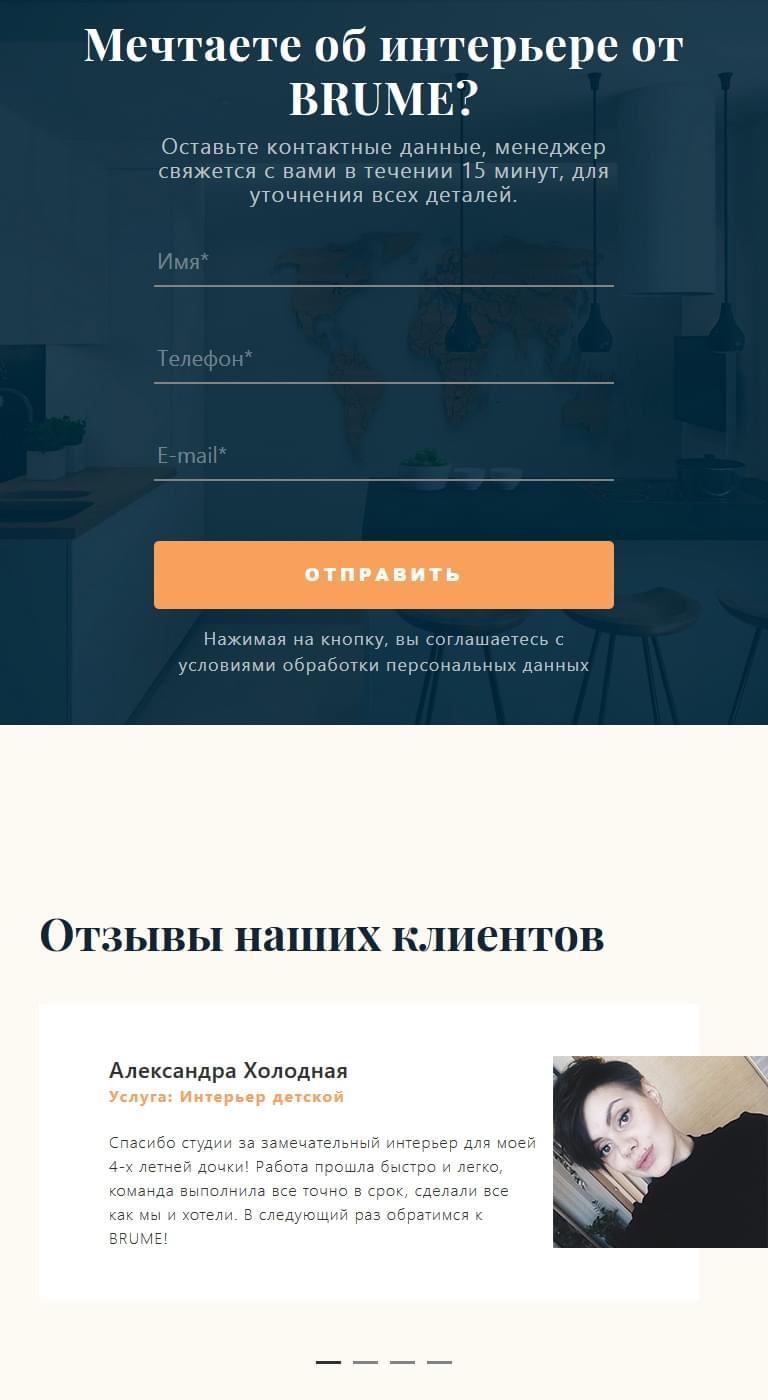 Мечтаете об интерьере от
BRUME?
Оставьте контактные данные, менеджер
свяжется с вами в течении 15 минут, для
уточнения всех деталей.
Имя*
Телефон*
E-mail*
ОТПРАВИТЬ
Нажимая на кнопку, вы соглашаетесь с
условиями обработки персональных данных
Отзывы наших клиентов
Александра Холодная
Услуга: Интерьер детской
Спасибо студии за замечательный интерьер для моей
4-х летней дочки! Работа прошла быстро и легко,
команда выполнила все точно в срок, сделали все
как мы и хотели. В следующий раз обратимся к
BRUME!